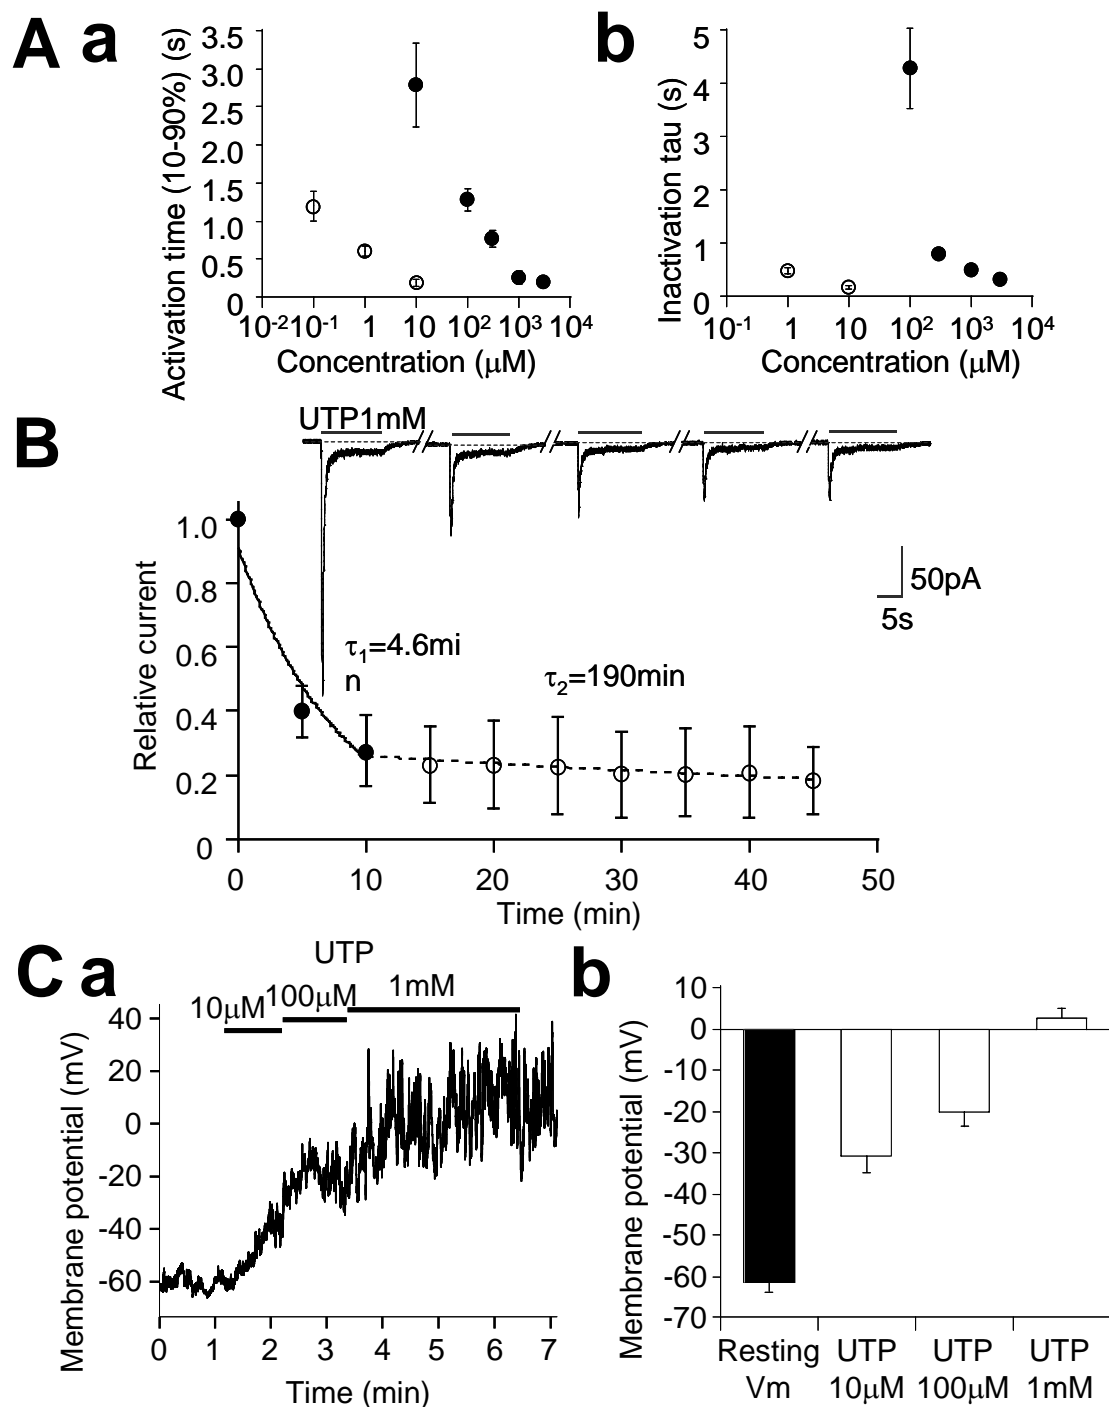 A a
3.5
3.0
2.5
2.0
1.5
1.0
0.5
0
Activation time (10-90%) (s)
10-2 10-1 1 10 102 103 104
Concentration (μM)
b
5
4
3
2
1
0
Inactivation tau (s)
10-1 1 10 102 103 104
Concentration (μM)
B
UTP1mM
50pA
5s
1.0
0.8
0.6
0.4
0.2
0
Relative current
τ1=4.6mi
n
τ2=190min
0 10 20 30 40 50
Time (min)
C a
UTP
10μM 100μM 1mM
40
20
0
-20
-40
-60
Membrane potential (mV)
0 1 2 3 4 5 6 7
Time (min)
b
10
0
-10
-20
-30
-40
-50
-60
-70
Membrane potential (mV)
Resting UTP UTP UTP
Vm 10μM 100μM 1mM